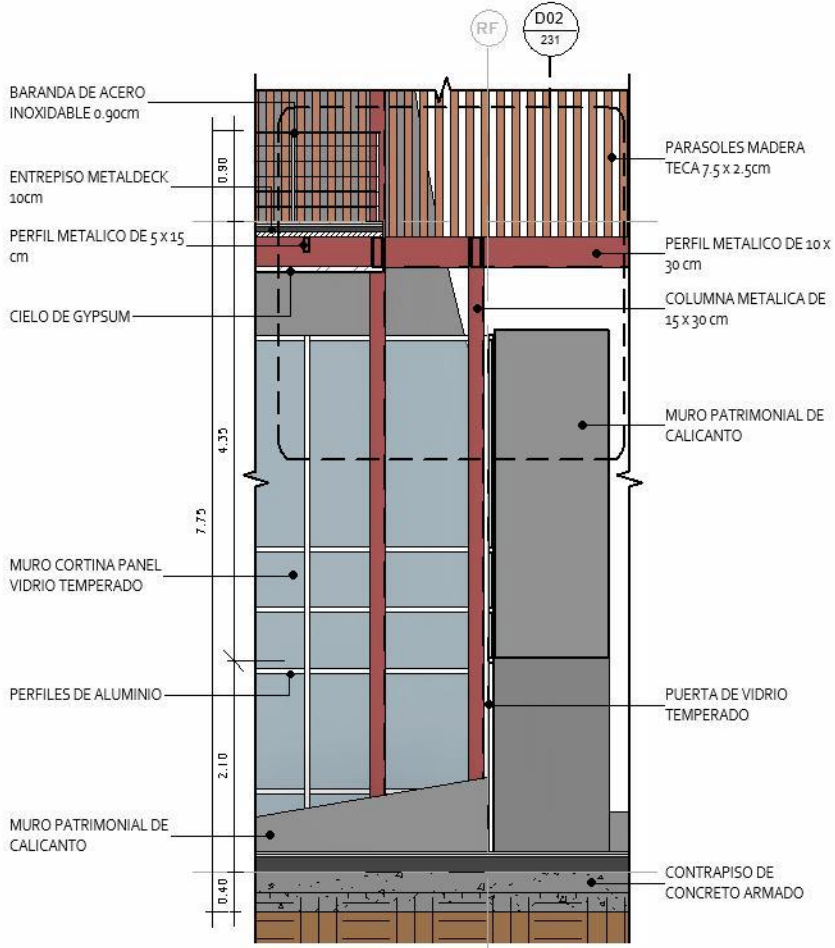 RF
D02
231
BARANDA DE ACERO
INOXIDABLE 0.90cm
ENTREPISO METALDECK
10cm
PERFIL METALICO DE 5 X 15
cm
CIELO DE GYPSUM
MURO CORTINA PANEL
VIDRIO TEMPERADO
PERFILES DE ALUMINIO
MURO PATRIMONIAL DE
CALICANTO
0.90
4.35
7.75
2.10
0.40
PARASOLES MADERA
TECA 7.5 x 2.5cm
PERFIL METALICO DE 10 x
30 cm
COLUMNA METALICA DE
15 x 30 cm
MURO PATRIMONIAL DE
CALICANTO
PUERTA DE VIDRIO
TEMPERADO
CONTRAPISO DE
CONCRETO ARMADO